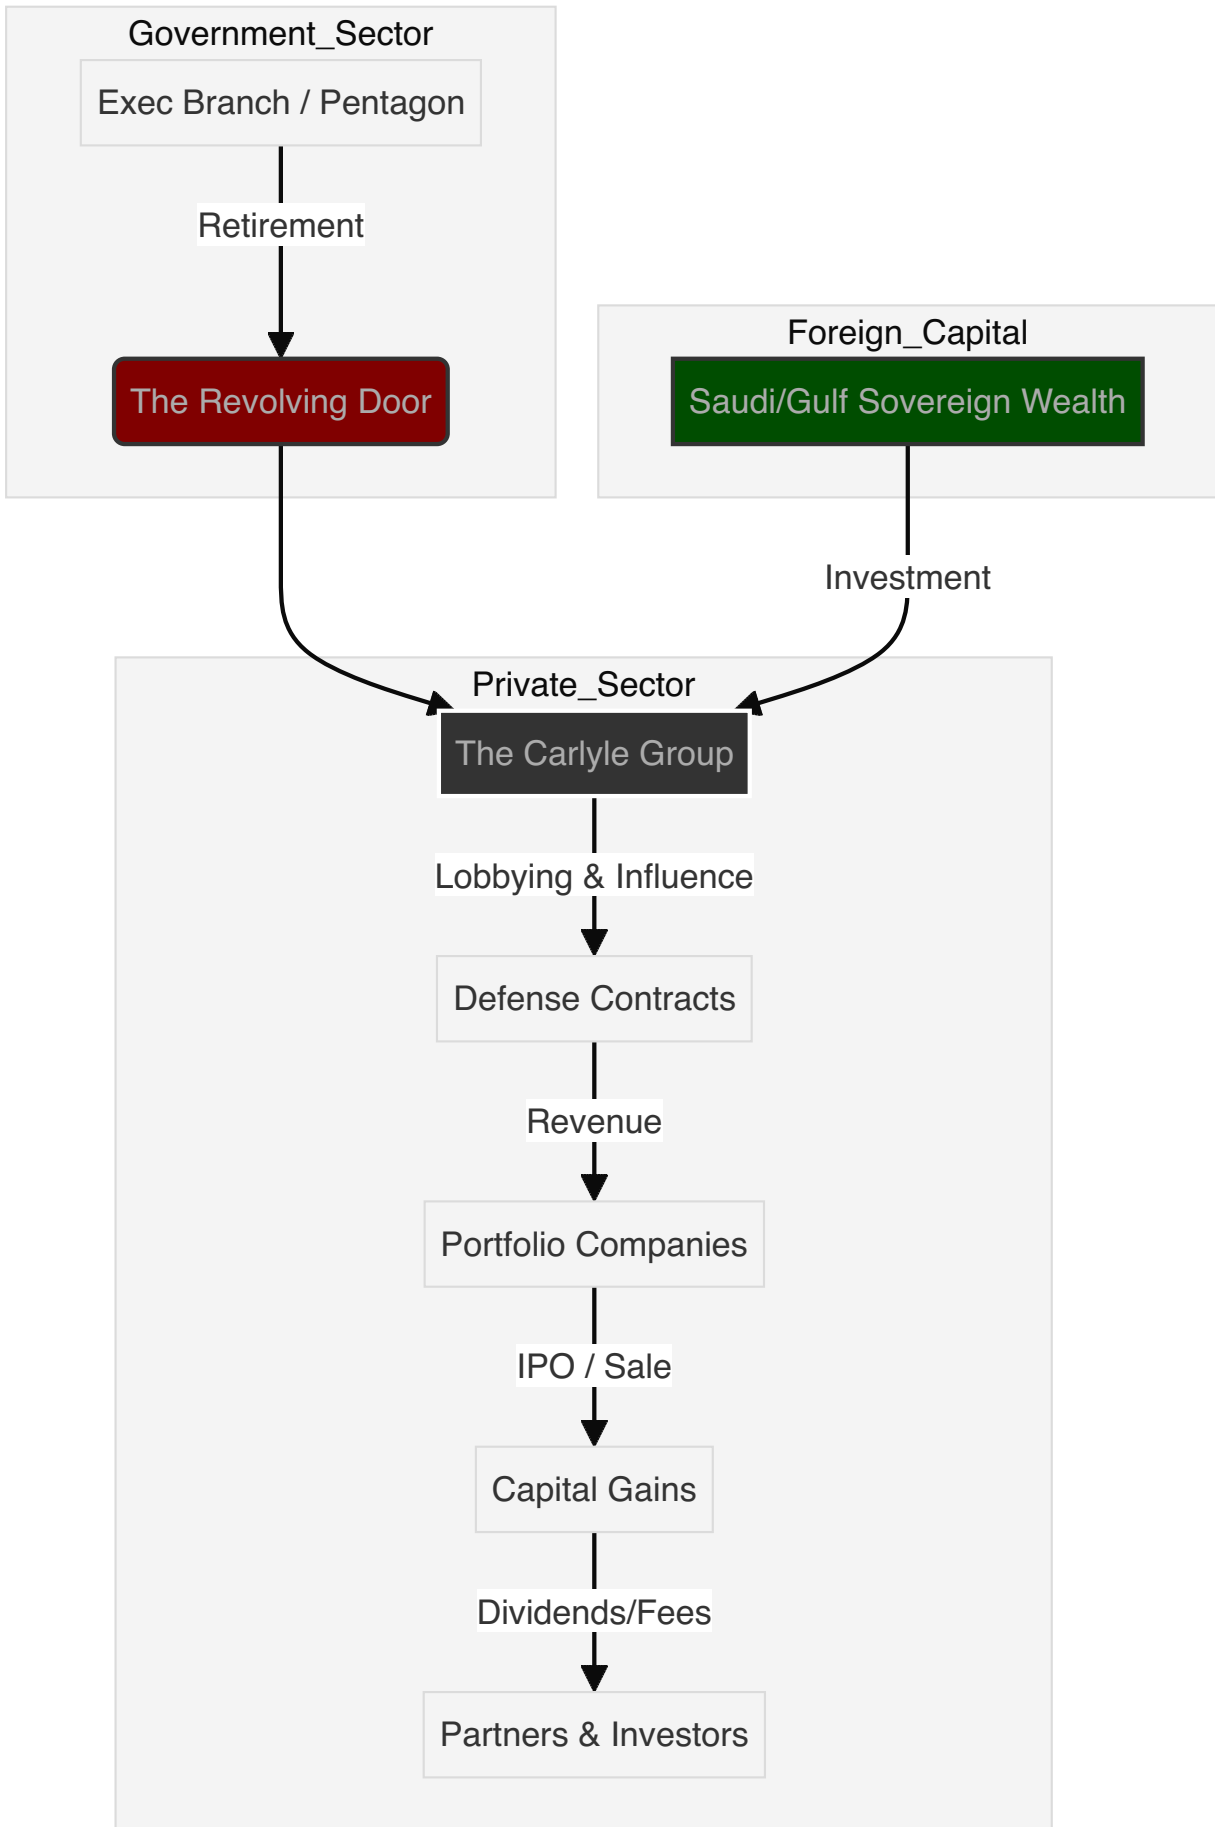 Government_Sector
Exec Branch / Pentagon
Retirement
The Revolving Door
Foreign_Capital
Saudi/Gulf Sovereign Wealth
Investment
Private_Sector
The Carlyle Group
Lobbying & Influence
Defense Contracts
Revenue
Portfolio Companies
IPO / Sale
Capital Gains
Dividends/Fees
Partners & Investors